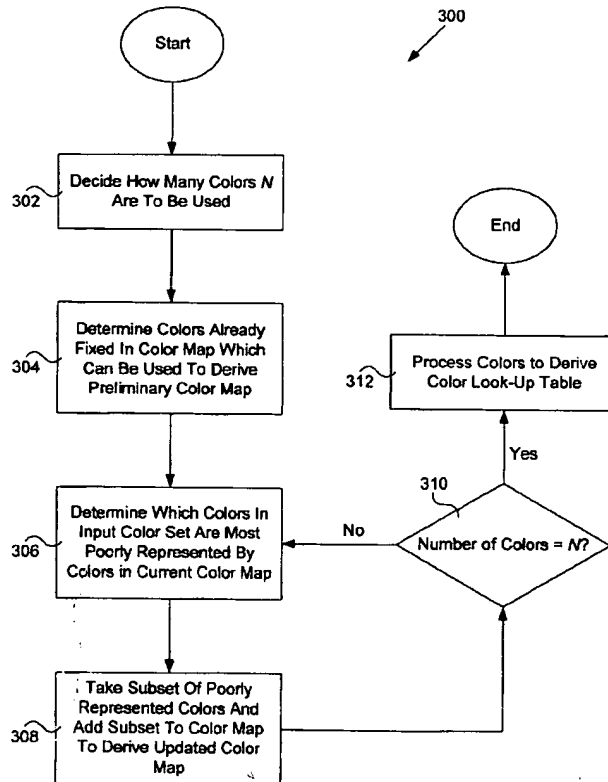 Start
300
302
Decide How Many Colors N
Are To Be Used
End
304
Determine Colors Already
Fixed In Color Map Which
Can Be Used To Derive
Preliminary Color Map
312
Process Colors to Derive
Color Look-Up Table
Yes
310
306
Determine Which Colors In
Input Color Set Are Most
Poorly Represented By
Colors in Current Color Map
No
Number of Colors = N?
308
Take Subset Of Poorly
Represented Colors And
Add Subset To Color Map
To Derive Updated Color
Map